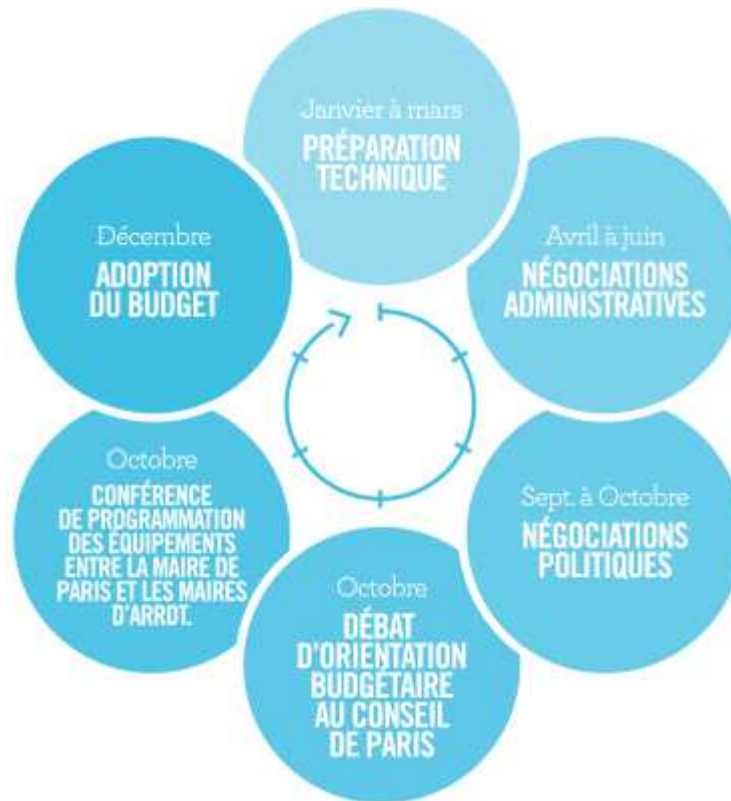 Janvier à mars
PRÉPARATION
TECHNIQUE
Avril à juin
NÉGOCIATIONS
ADMINISTRATIVES
Sept. à Octobre
NÉGOCIATIONS
POLITIQUES
Octobre
DÉBAT
D'ORIENTATION
BUDGÉTAIRE
AU CONSEIL
DE PARIS
Octobre
CONFÉRENCE
DE PROGRAMMATION
DES ÉQUIPEMENTS
ENTRE LA MAIRE DE
PARIS ET LES MAIRES
D'ARRDT.
Décembre
ADOPTION
DU BUDGET